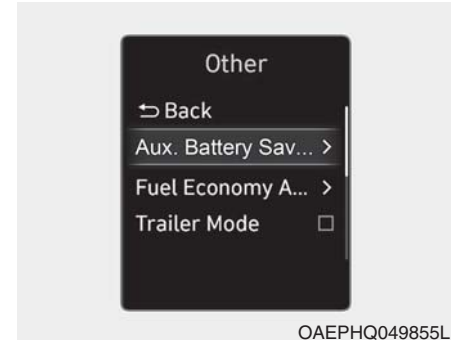 Other
Back
Aux. Battery Sav... >
Fuel Economy A... >
Trailer Mode
OAEPHQ049855L